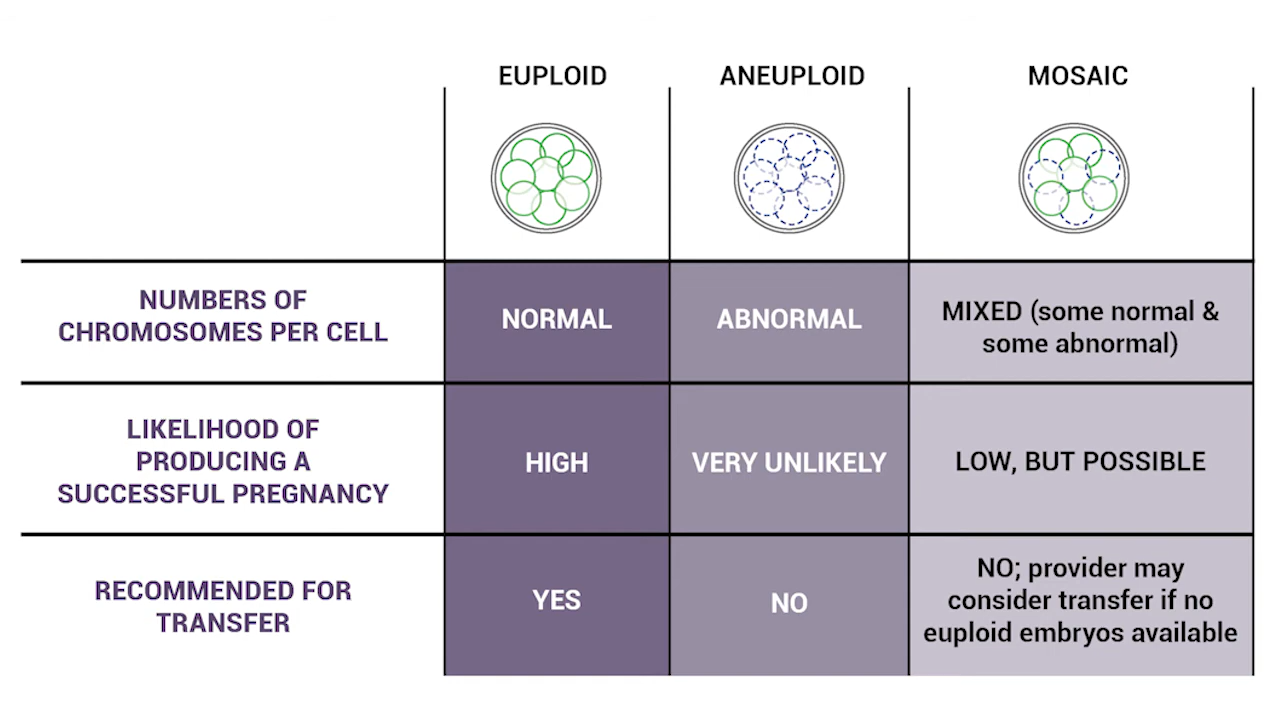 EUPLOID
ANEUPLOID
MOSAIC
NUMBERS OF
CHROMOSOMES PER CELL
NORMAL
ABNORMAL
MIXED (some normal &
some abnormal)
LIKELIHOOD OF
PRODUCING A
SUCCESSFUL PREGNANCY
HIGH
VERY UNLIKELY
LOW, BUT POSSIBLE
RECOMMENDED FOR
TRANSFER
YES
NO
NO; provider may
consider transfer if no
euploid embryos available